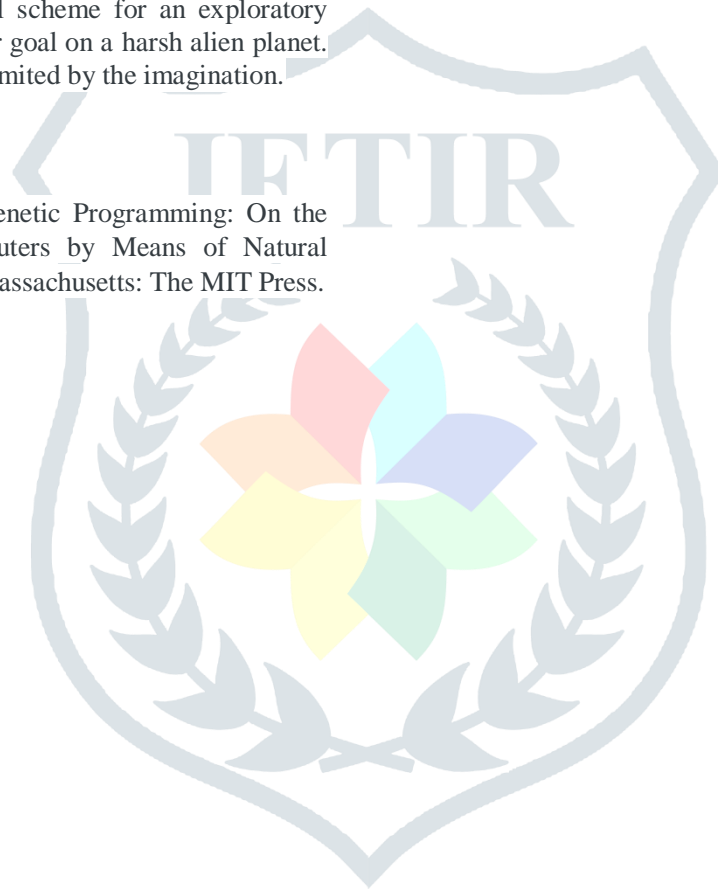 l scheme for an exploratory
r goal on a harsh alien planet.
mited by the imagination.
JETIR
enetic Programming: On the
uters by Means of Natural
assachusetts: The MIT Press.